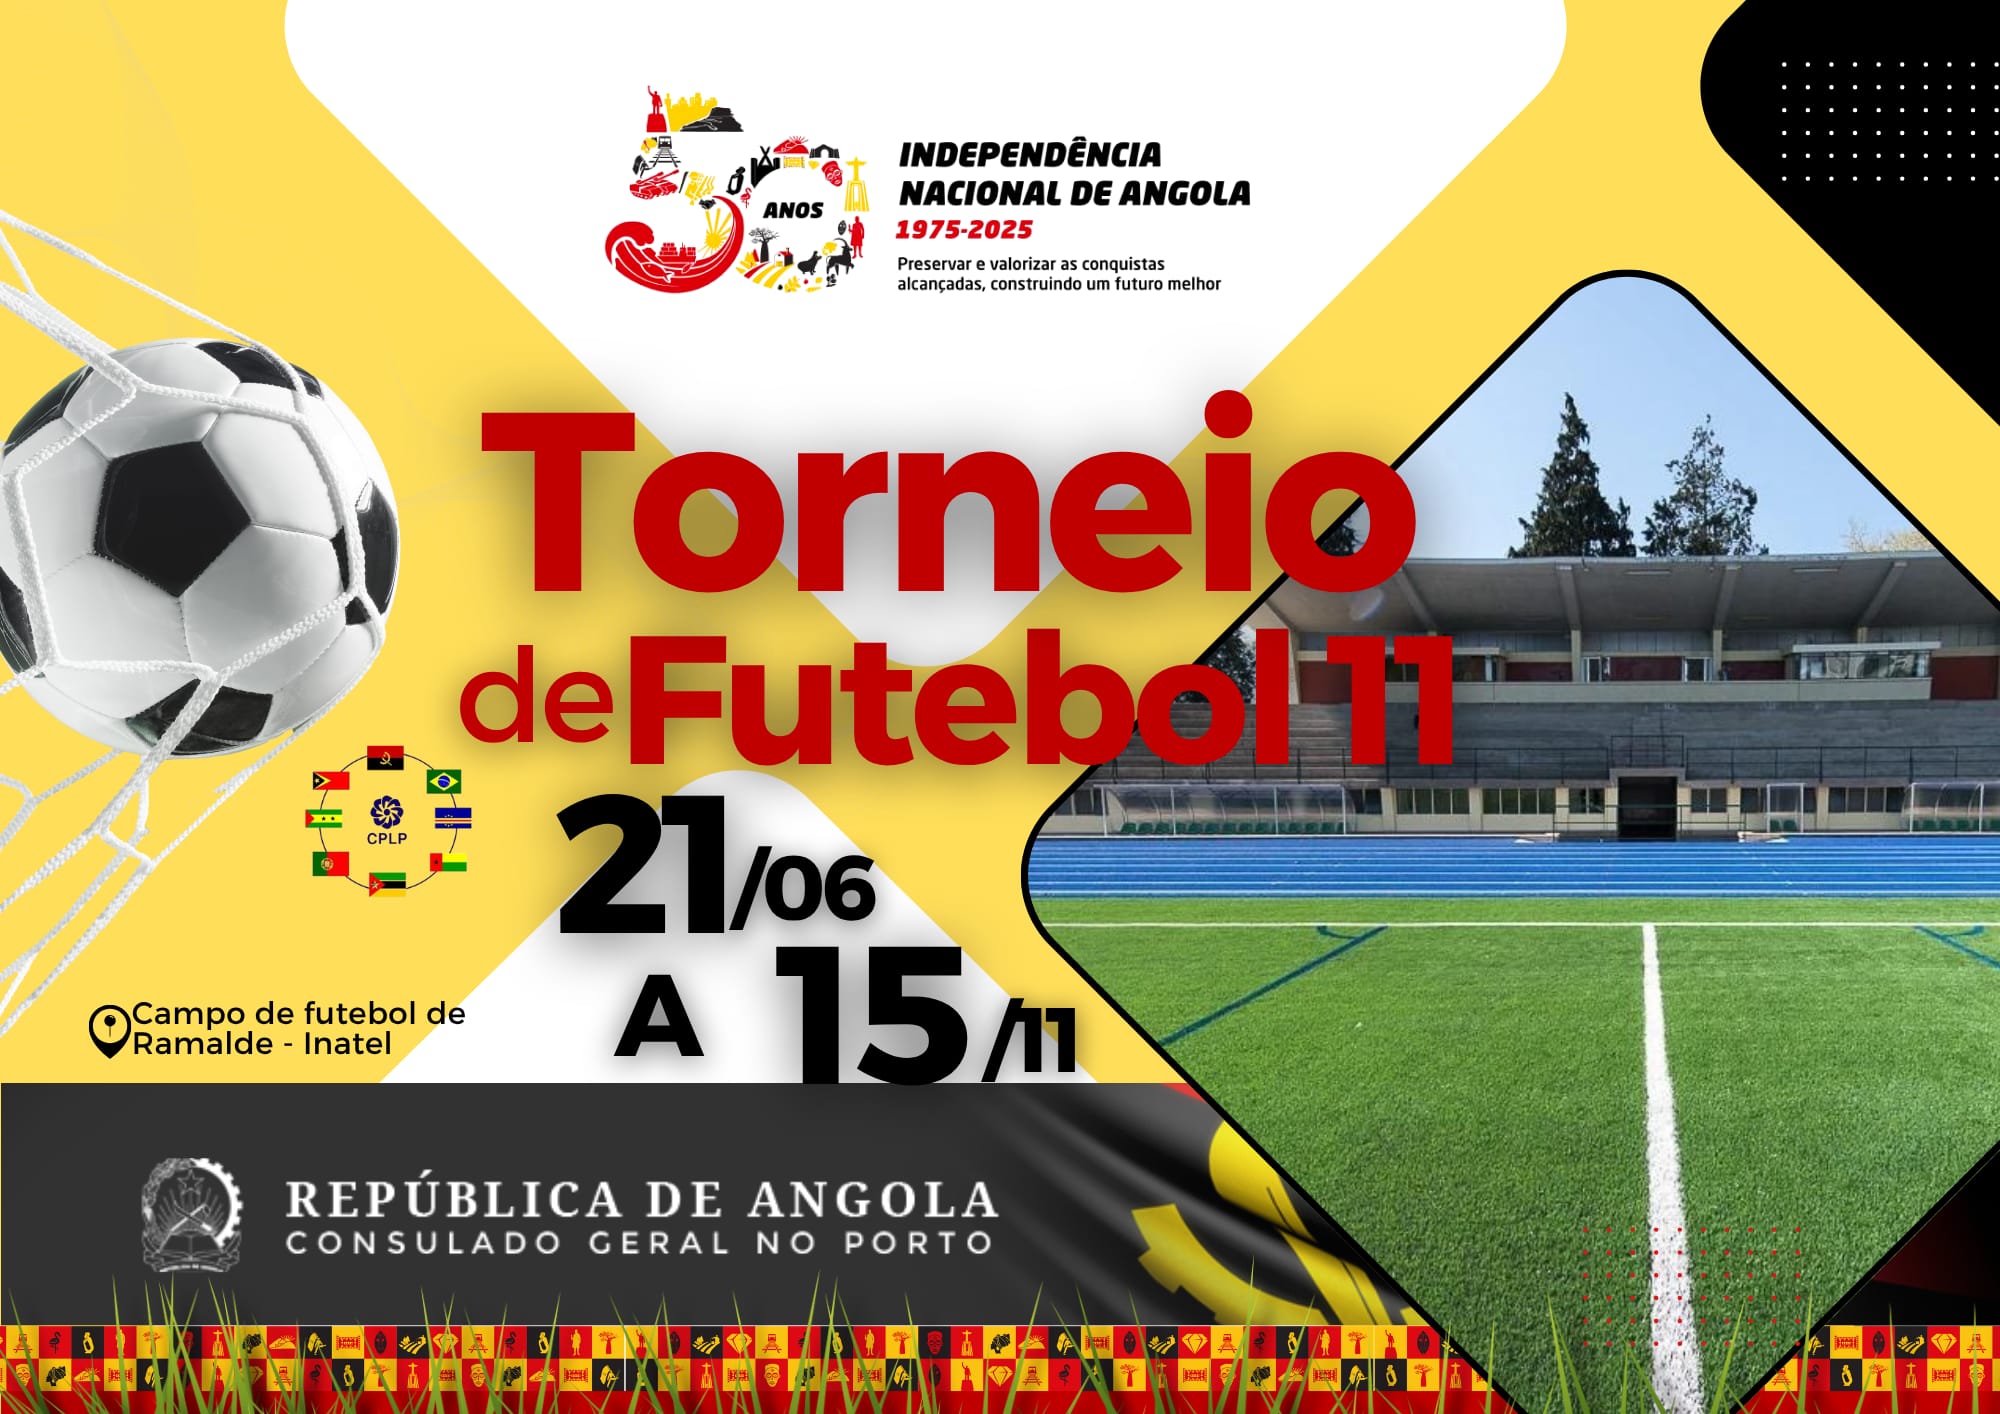 50
ANOS
INDEPENDÊNCIA
NACIONAL DE ANGOLA
1975-2025
Preservar e valorizar as conquistas
alcançadas, construindo um futuro melhor
Torneio
de Futebol 11
CPLP
21/06
A 15/11
Campo de futebol de
Ramalde - Inatel
REPÚBLICA DE ANGOLA
CONSULADO GERAL NO PORTO